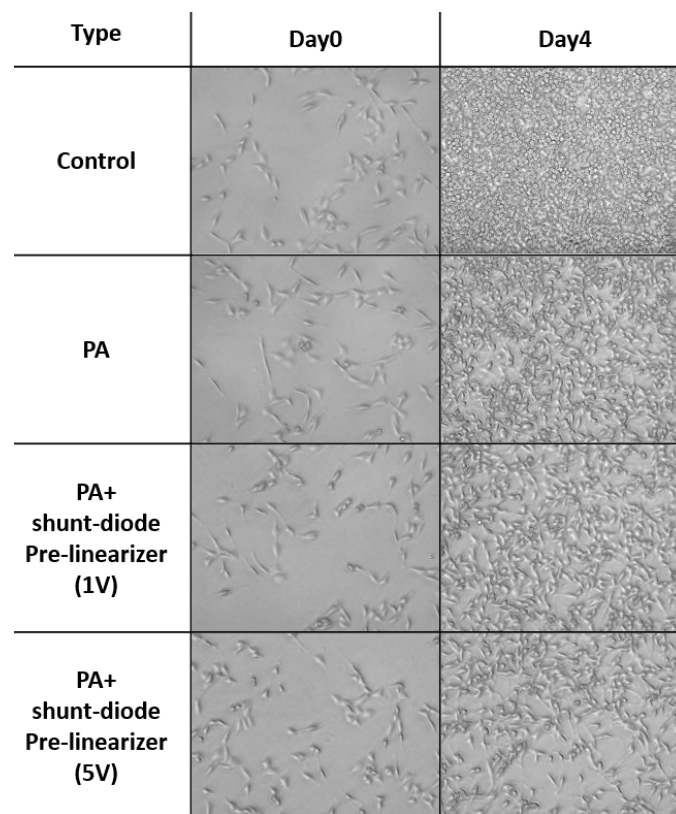 Type
Day0
Day4
Control
PA
PA+
shunt-diode
Pre-linearizer
(1V)
PA+
shunt-diode
Pre-linearizer
(5V)